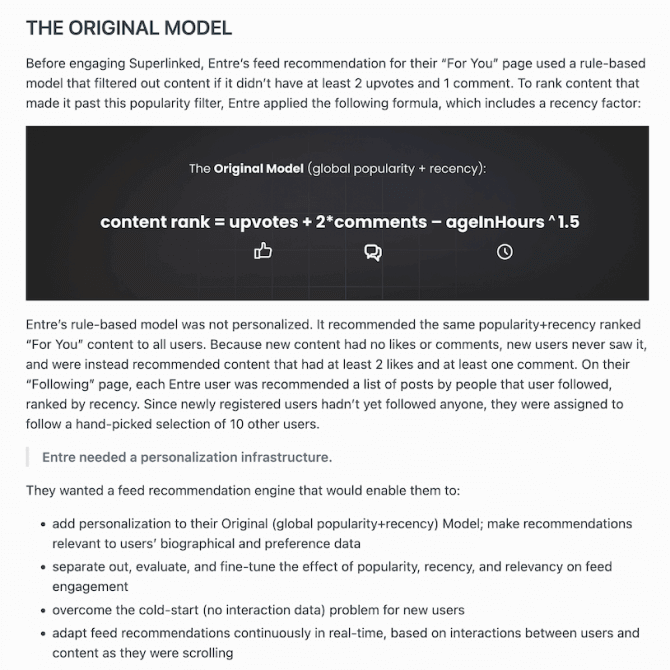 THE ORIGINAL MODEL
Before engaging Superlinked, Entre’s feed recommendation for their “For You” page used a rule-based
model that filtered out content if it didn’t have at least 2 upvotes and 1 comment. To rank content that
made it past this popularity filter, Entre applied the following formula, which includes a recency factor:
The Original Model (global popularity + recency):
content rank = upvotes + 2*comments – ageInHours ^1.5
Entre’s rule-based model was not personalized. It recommended the same popularity+recency ranked
“For You” content to all users. Because new content had no likes or comments, new users never saw it,
and were instead recommended content that had at least 2 likes and at least one comment. On their
“Following” page, each Entre user was recommended a list of posts by people that user followed,
ranked by recency. Since newly registered users hadn’t yet followed anyone, they were assigned to
follow a hand-picked selection of 10 other users.
Entre needed a personalization infrastructure.
They wanted a feed recommendation engine that would enable them to:
• add personalization to their Original (global popularity+recency) Model; make recommendations
relevant to users’ biographical and preference data
• separate out, evaluate, and fine-tune the effect of popularity, recency, and relevancy on feed
engagement
• overcome the cold-start (no interaction data) problem for new users
• adapt feed recommendations continuously in real-time, based on interactions between users and
content as they were scrolling